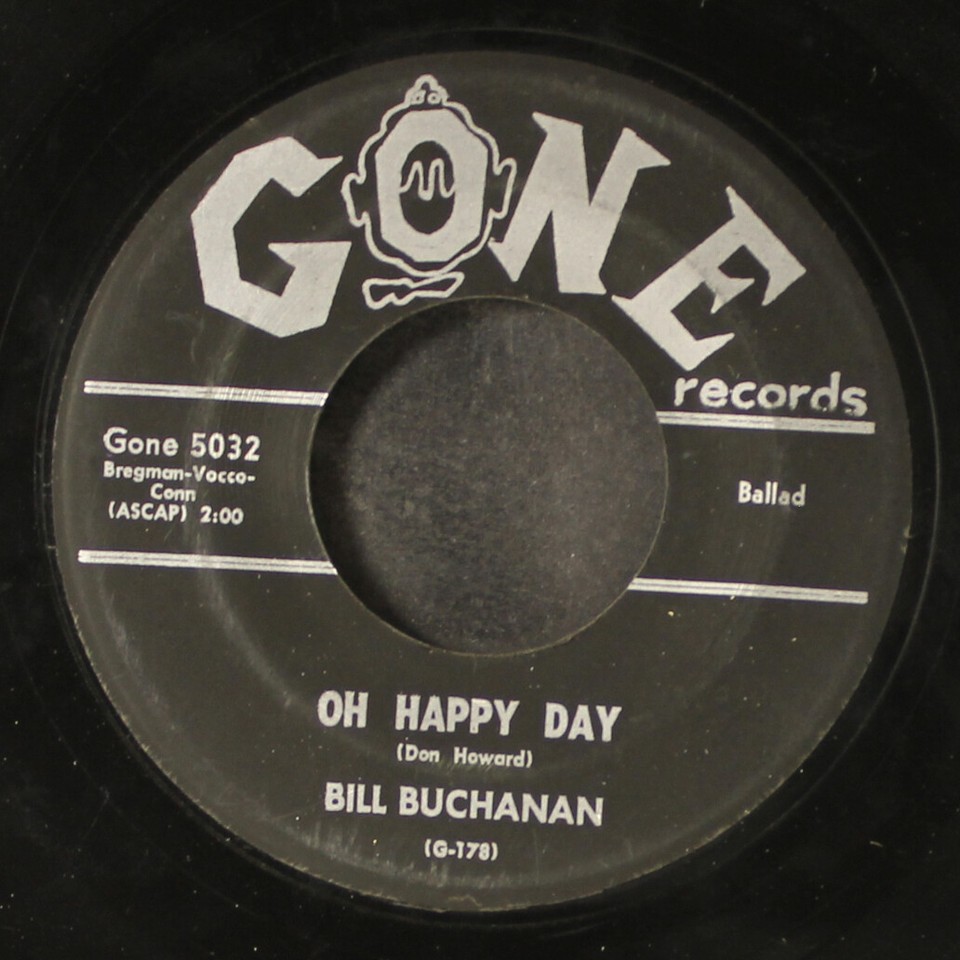 GONE
records
Gone 5032
Bregman-Vocco-
Conn
(ASCAP) 2:00
Ballad
OH HAPPY DAY
(Don Howard)
BILL BUCHANAN
(G-178)